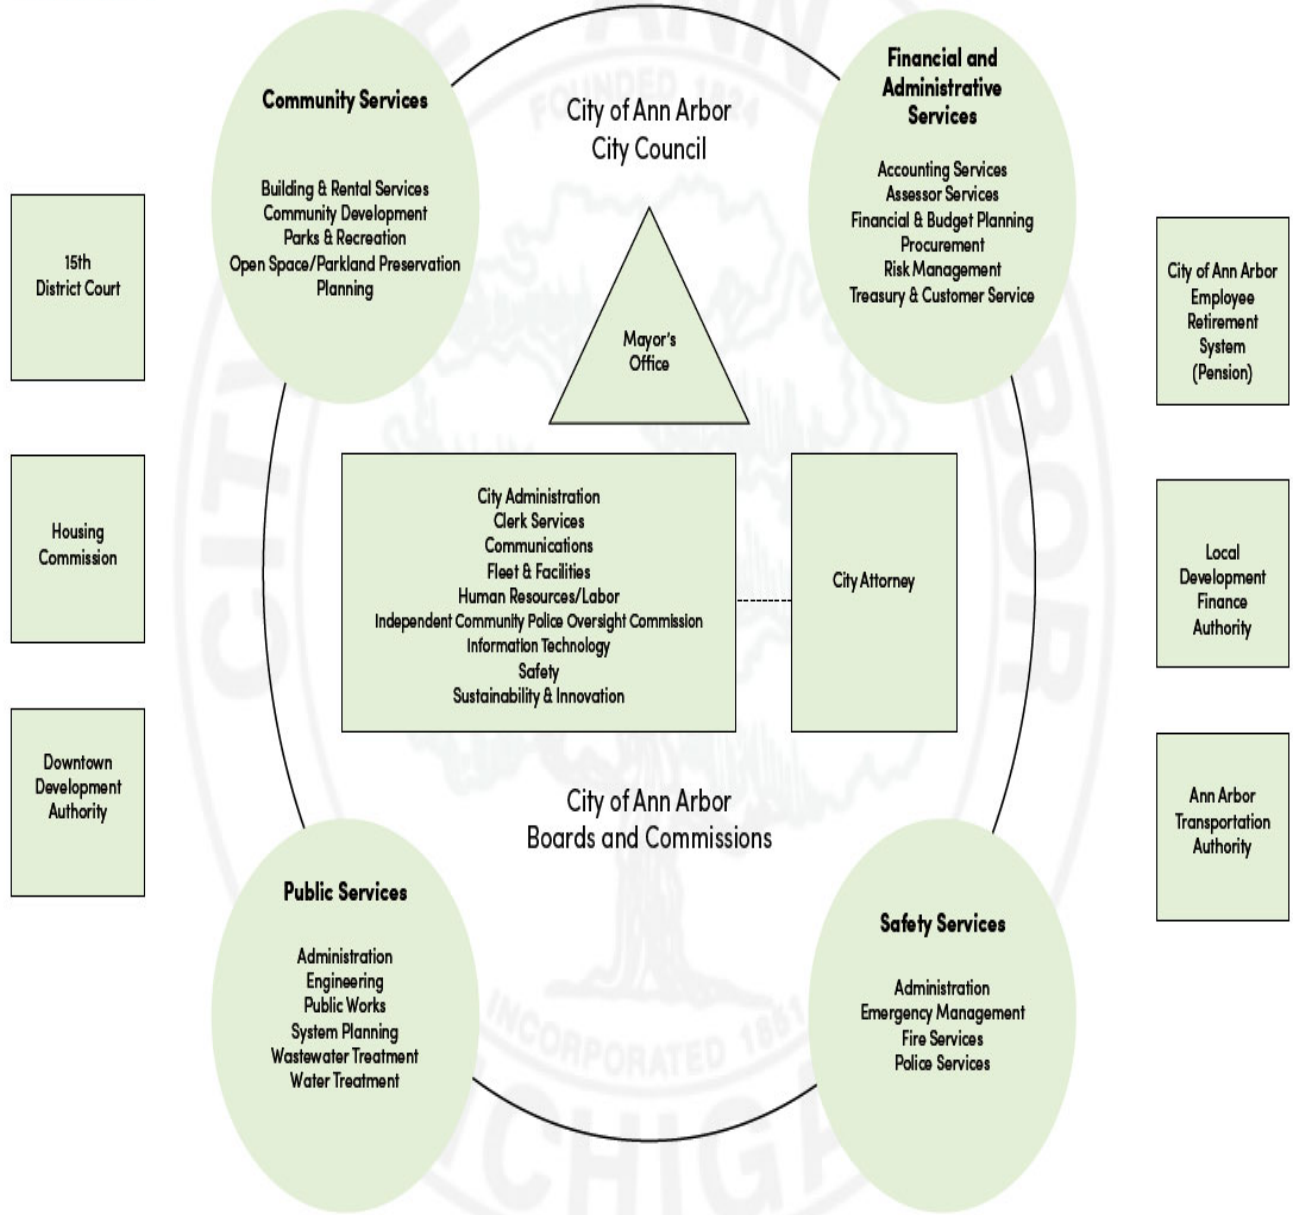 Community Services
Building & Rental Services
Community Development
Parks & Recreation
Open Space/Parkland Preservation
Planning
City of Ann Arbor
City Council
Financial and
Administrative
Services
Accounting Services
Assessor Services
Financial & Budget Planning
Procurement
Risk Management
Treasury & Customer Service
15th
District Court
Mayor's
Office
City of Ann Arbor
Employee
Retirement
System
(Pension)
Housing
Commission
City Administration
Clerk Services
Communications
Fleet & Facilities
Human Resources/Labor
Independent Community Police Oversight Commission
Information Technology
Safety
Sustainability & Innovation
City Attorney
Local
Development
Finance
Authority
Downtown
Development
Authority
City of Ann Arbor
Boards and Commissions
Ann Arbor
Transportation
Authority
Public Services
Administration
Engineering
Public Works
System Planning
Wastewater Treatment
Water Treatment
Safety Services
Administration
Emergency Management
Fire Services
Police Services
FOUNDED 1824
INCORPORATED 1851